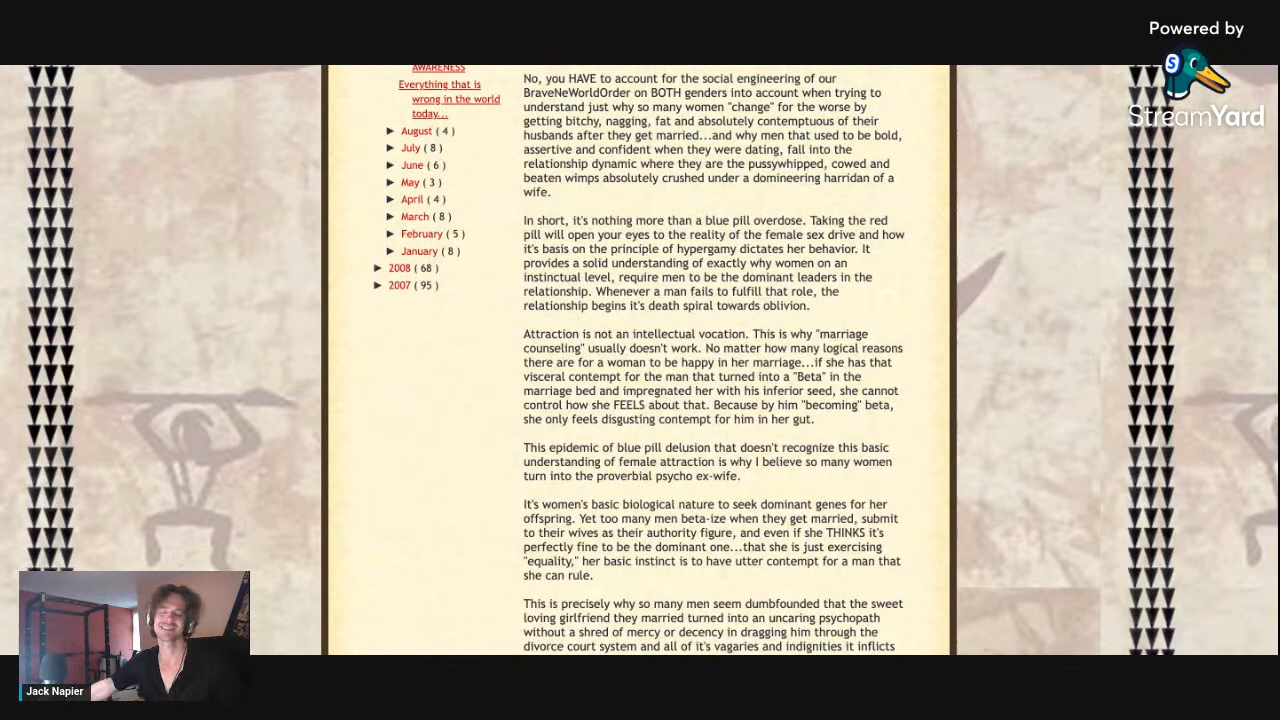 Powered by
S
StreamYard
AWARENESS
Everything that is
wrong in the world
today...
► August ( 4 )
► July ( 8 )
► June ( 6 )
► May ( 3 )
► April ( 4 )
► March ( 8 )
► February ( 5 )
► January ( 8 )
► 2008 ( 68 )
► 2007 ( 95 )
No, you HAVE to account for the social engineering of our
BraveNeWorldOrder on BOTH genders into account when trying to
understand just why so many women "change" for the worse by
getting bitchy, nagging, fat and absolutely contemptuous of their
husbands after they get married...and why men that used to be bold,
assertive and confident when they were dating, fall into the
relationship dynamic where they are the pussywhipped, cowed and
beaten wimps absolutely crushed under a domineering harridan of a
wife.
In short, it's nothing more than a blue pill overdose. Taking the red
pill will open your eyes to the reality of the female sex drive and how
it's basis on the principle of hypergamy dictates her behavior. It
provides a solid understanding of exactly why women on an
instinctual level, require men to be the dominant leaders in the
relationship. Whenever a man fails to fulfill that role, the
relationship begins it's death spiral towards oblivion.
Attraction is not an intellectual vocation. This is why "marriage
counseling" usually doesn't work. No matter how many logical reasons
there are for a woman to be happy in her marriage...if she has that
visceral contempt for the man that turned into a "Beta" in the
marriage bed and impregnated her with his inferior seed, she cannot
control how she FEELS about that. Because by him "becoming" beta,
she only feels disgusting contempt for him in her gut.
This epidemic of blue pill delusion that doesn't recognize this basic
understanding of female attraction is why I believe so many women
turn into the proverbial psycho ex-wife.
It's women's basic biological nature to seek dominant genes for her
offspring. Yet too many men beta-ize when they get married, submit
to their wives as their authority figure, and even if she THINKS it's
perfectly fine to be the dominant one...that she is just exercising
"equality," her basic instinct is to have utter contempt for a man that
she can rule.
This is precisely why so many men seem dumbfounded that the sweet
loving girlfriend they married turned into an uncaring psychopath
without a shred of mercy or decency in dragging him through the
divorce court system and all of it's vagaries and indignities it inflicts
Jack Napier